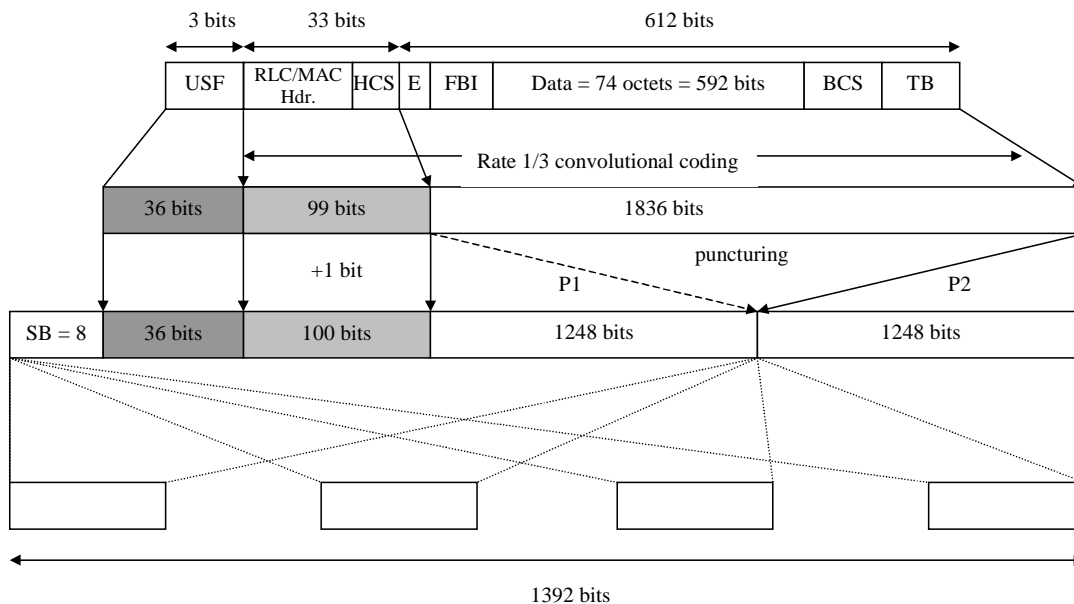 3 bits 33 bits 612 bits
USF RLC/MAC Hdr. HCS E FBI Data = 74 octets = 592 bits BCS TB
Rate 1/3 convolutional coding
36 bits 99 bits 1836 bits
puncturing
+1 bit P1 P2
SB = 8 36 bits 100 bits 1248 bits 1248 bits
1392 bits